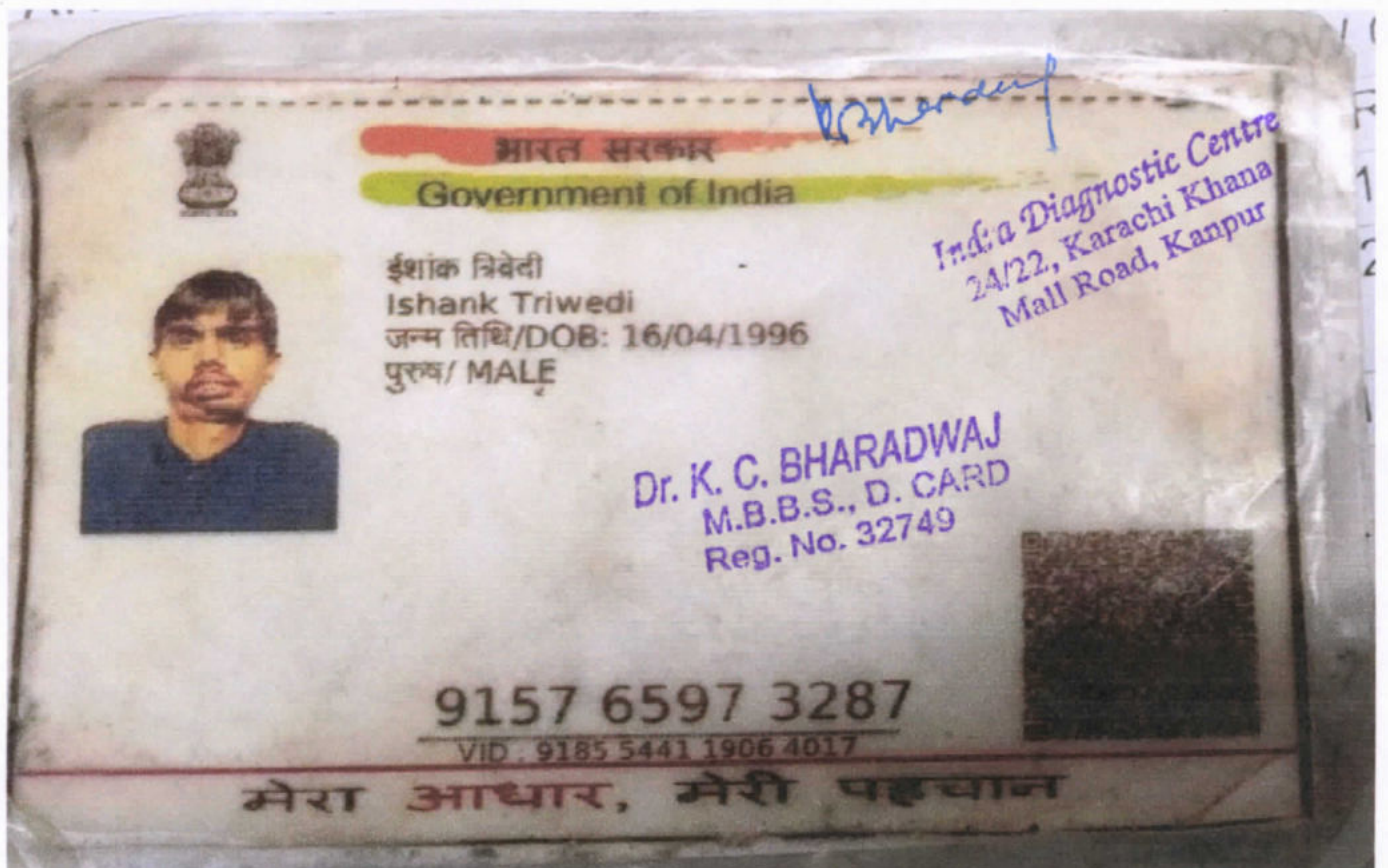 भारत सरकार
Government of India
India Diagnostic Centre
24/22, Karachi Khana
Mall Road, Kanpur
ईशांक त्रिवेदी
Ishank Triwedi
जन्म तिथि/DOB: 16/04/1996
पुरुष/ MALE
Dr. K. C. BHARADWAJ
M.B.B.S., D. CARD
Reg. No. 32749
9157 6597 3287
VID : 9185 5441 1906 4017
मेरा आधार, मेरी पहचान